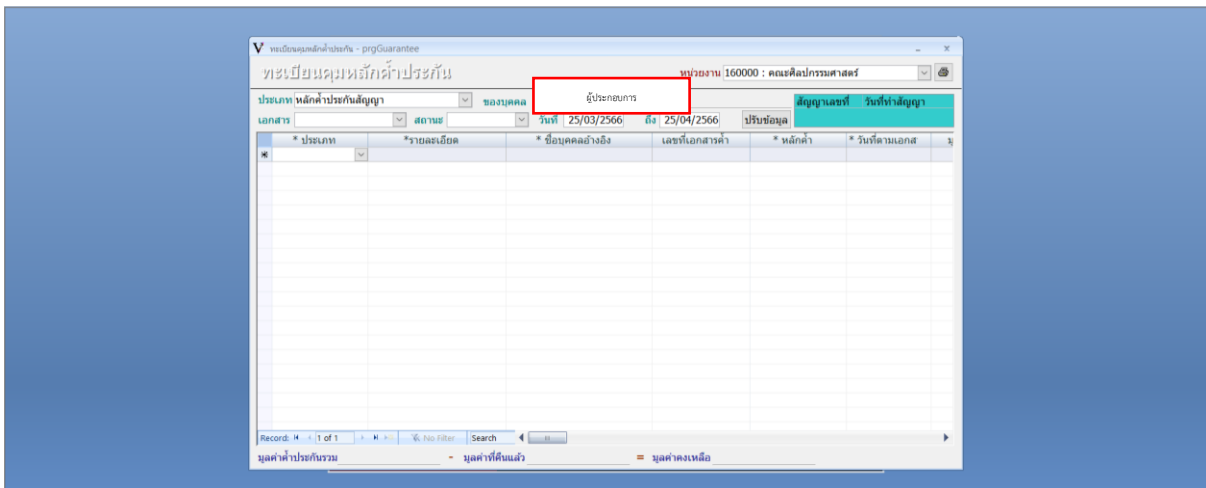 V ทะเบียนคุมหลักค้ำประกัน - prgGuarantee
ทะเบียนคุมหลักค้ำประกัน หน่วยงาน 160000 : คณะศิลปกรรมศาสตร์
ประเภท หลักค้ำประกันสัญญา ของบุคคล ผู้ประกอบการ สัญญาเลขที่ วันที่ทำสัญญา
เอกสาร สถานะ วันที่ 25/03/2566 ถึง 25/04/2566 ปรับข้อมูล
* ประเภท *รายละเอียด * ชื่อบุคคลอ้างอิง เลขที่เอกสารค้ำ * หลักค้ำ * วันที่ตามเอกส
Record: 1 of 1 No Filter Search
มูลค่าค้ำประกันรวม - มูลค่าที่คืนแล้ว = มูลค่าคงเหลือ